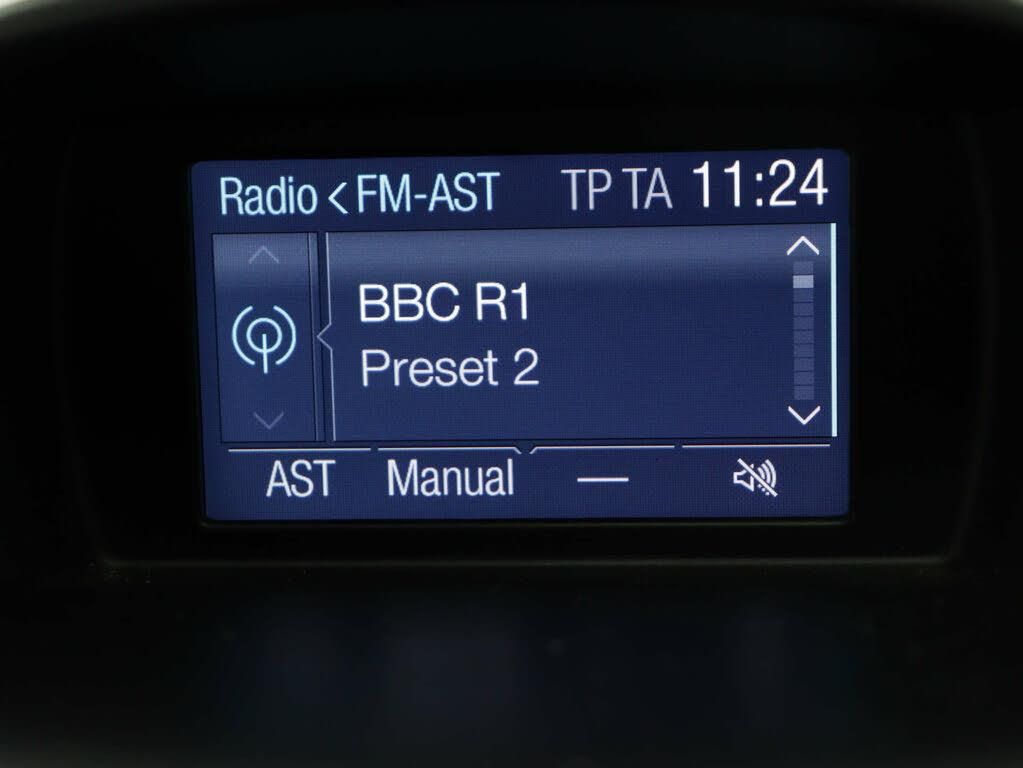 Radio < FM-AST TP TA 11:24
BBC R1
Preset 2
AST Manual —